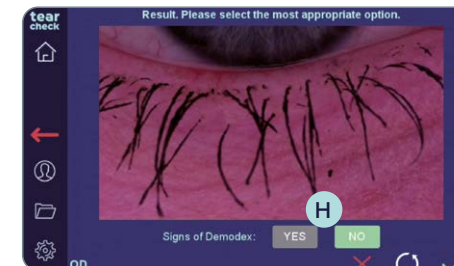 tear
check
Result. Please select the most appropriate option.
H
Signs of Demodex: YES NO
OD